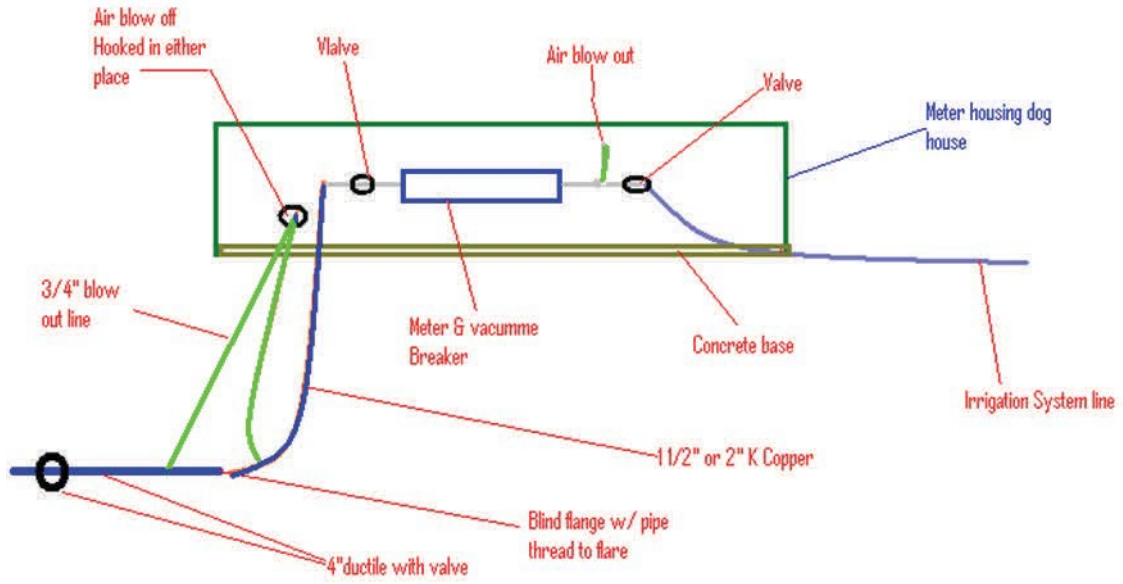 Air blow off
Hooked in either
place
Vlalve
Air blow out
Valve
Meter housing dog
house
3/4" blow
out line
Meter & vacumme
Breaker
Concrete base
Irrigation System line
1 1/2" or 2" K Copper
Blind flange w/ pipe
thread to flare
4"ductile with valve